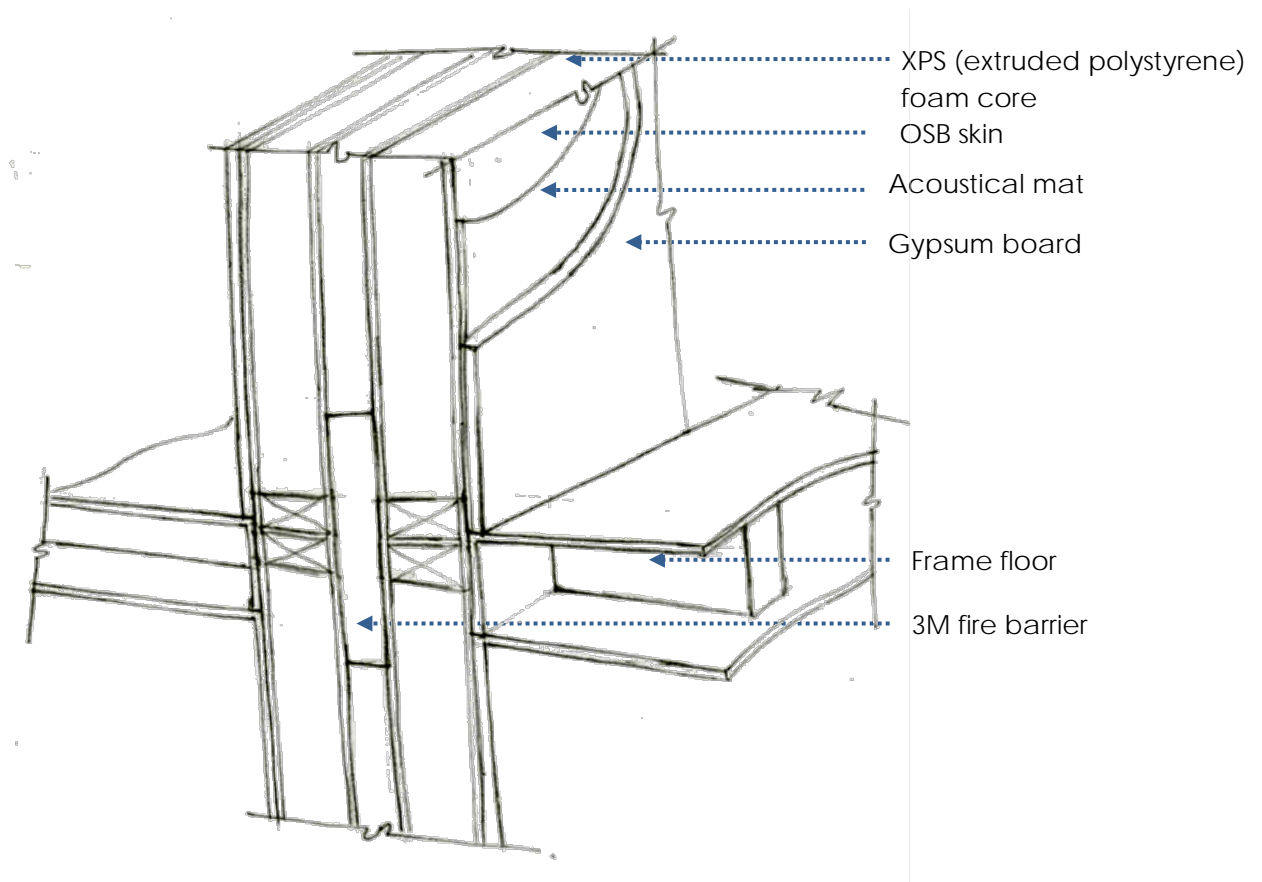 XPS (extruded polystyrene)
foam core
OSB skin
Acoustical mat
Gypsum board
Frame floor
3M fire barrier